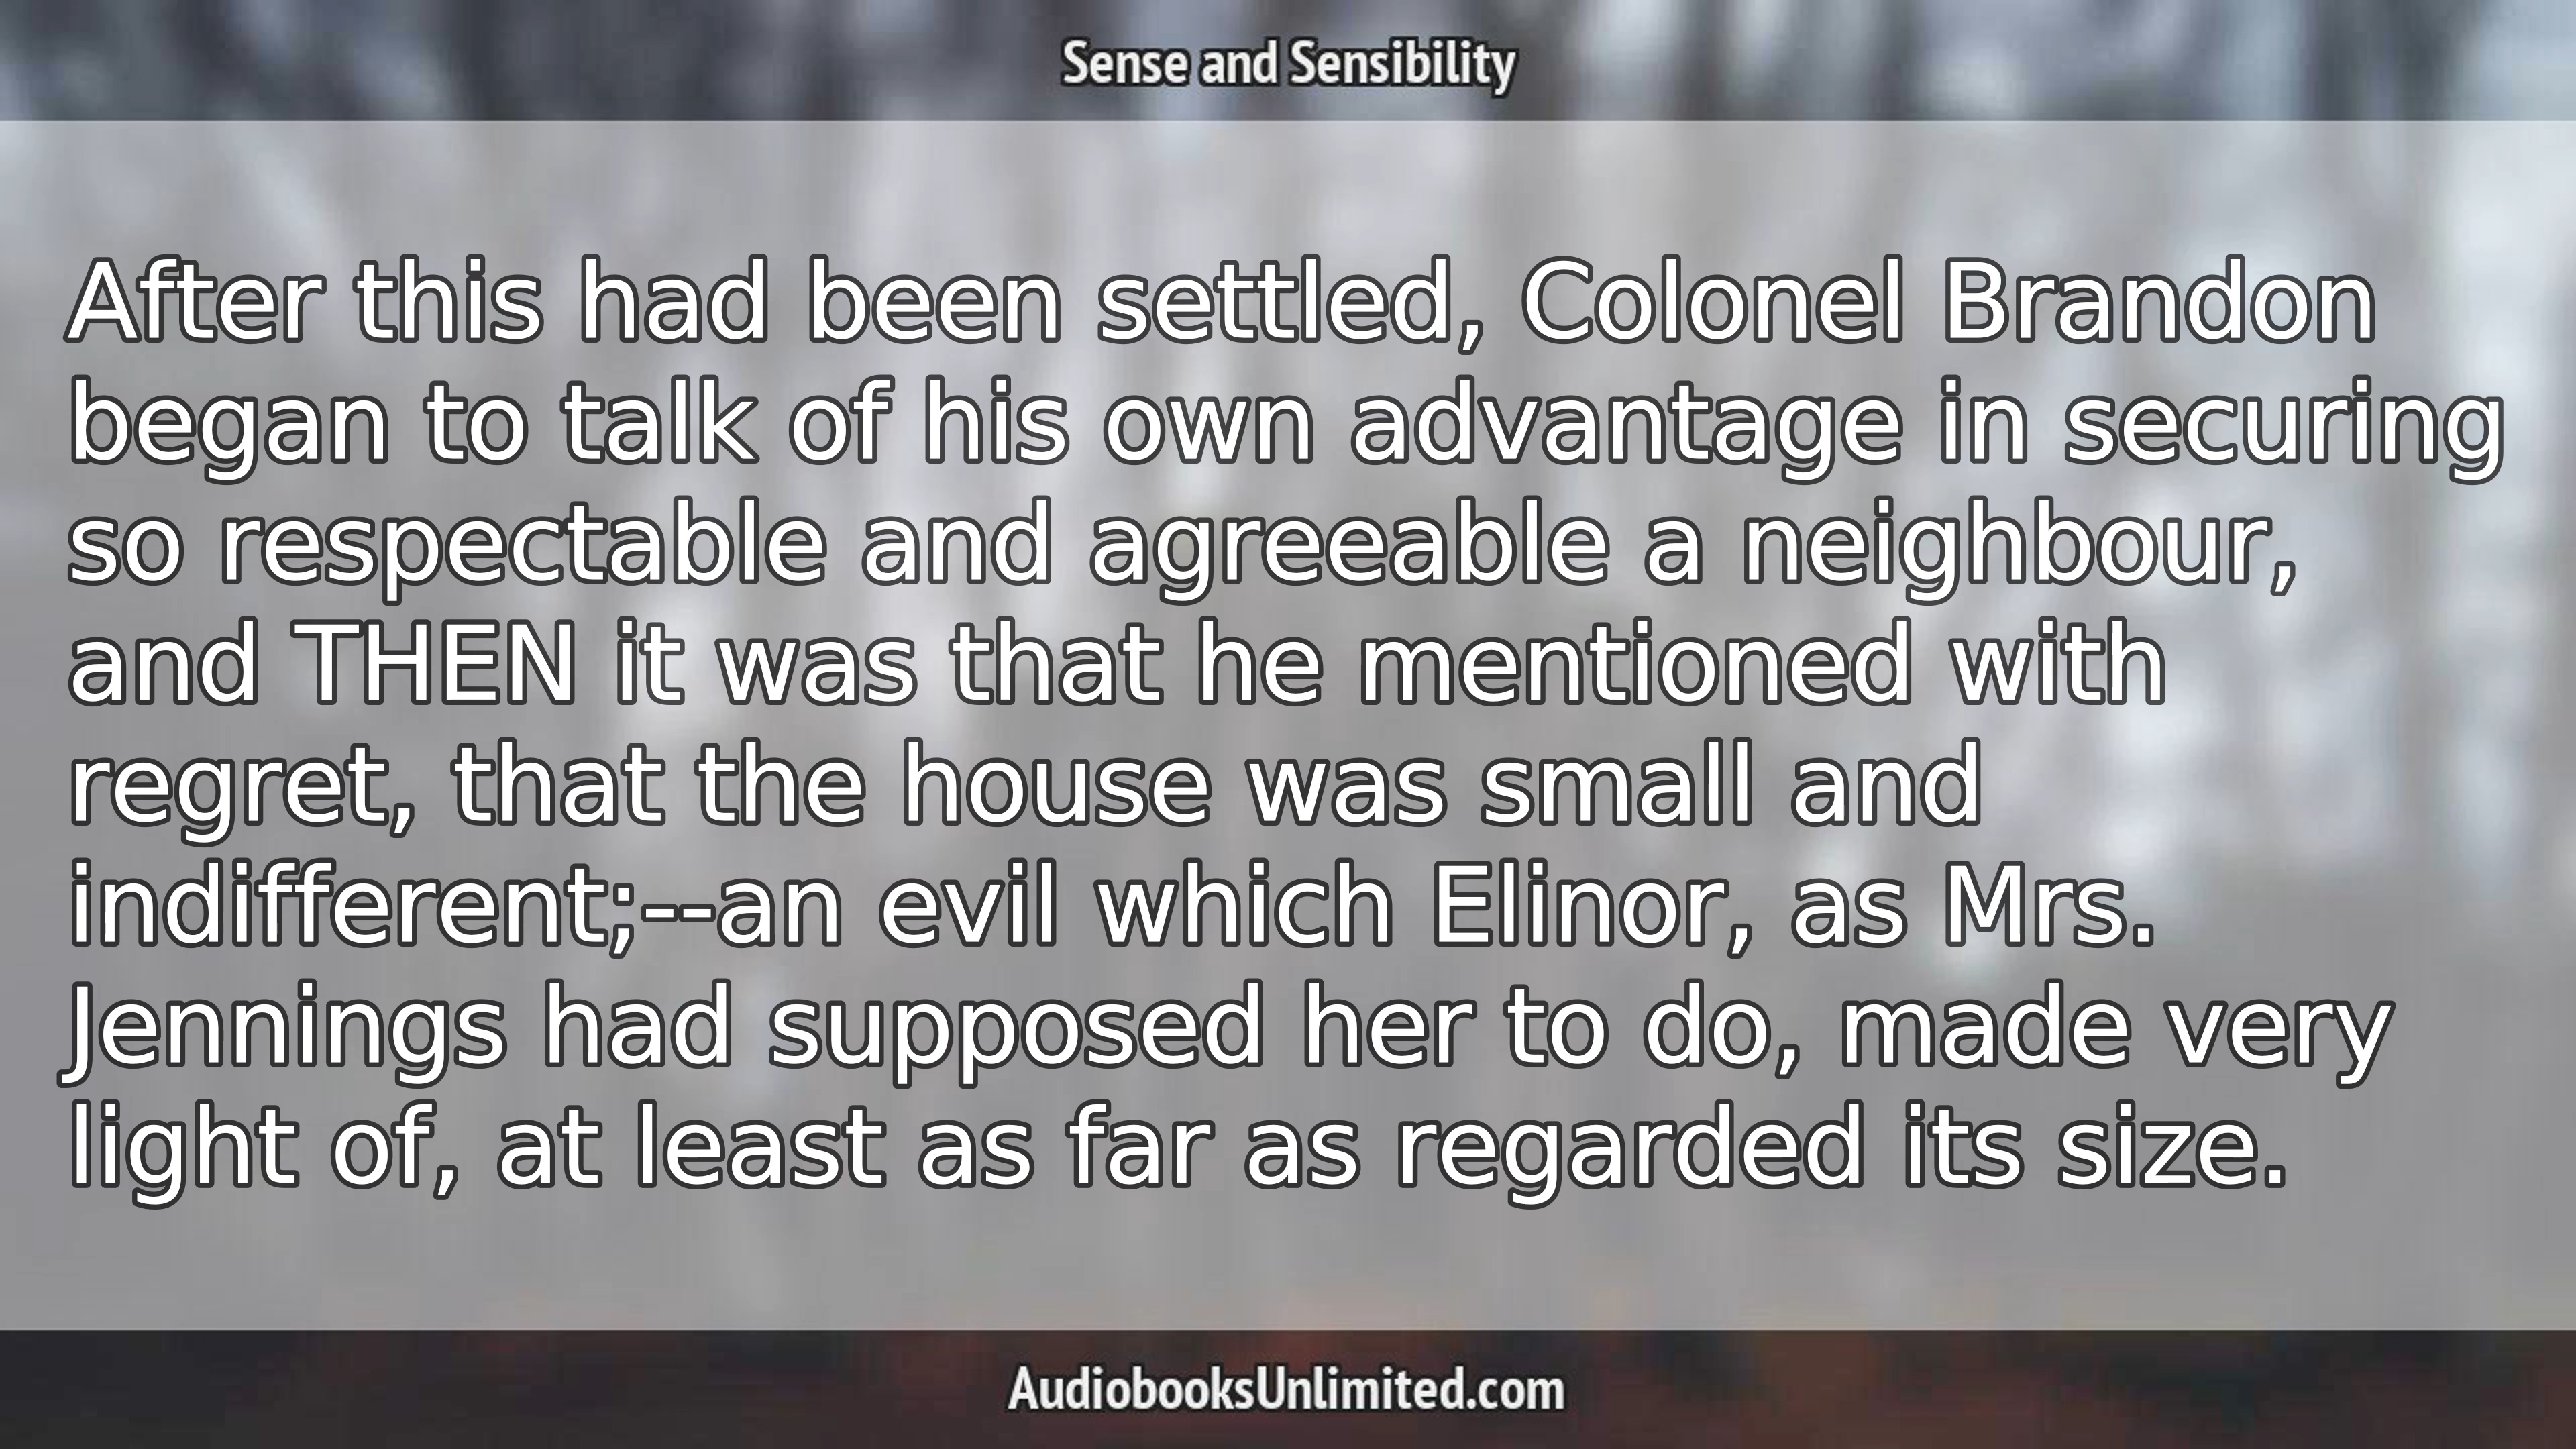 Sense and Sensibility
After this had been settled, Colonel Brandon
began to talk of his own advantage in securing
so respectable and agreeable a neighbour,
and THEN it was that he mentioned with
regret, that the house was small and
indifferent;--an evil which Elinor, as Mrs.
Jennings had supposed her to do, made very
light of, at least as far as regarded its size.
AudiobooksUnlimited.com